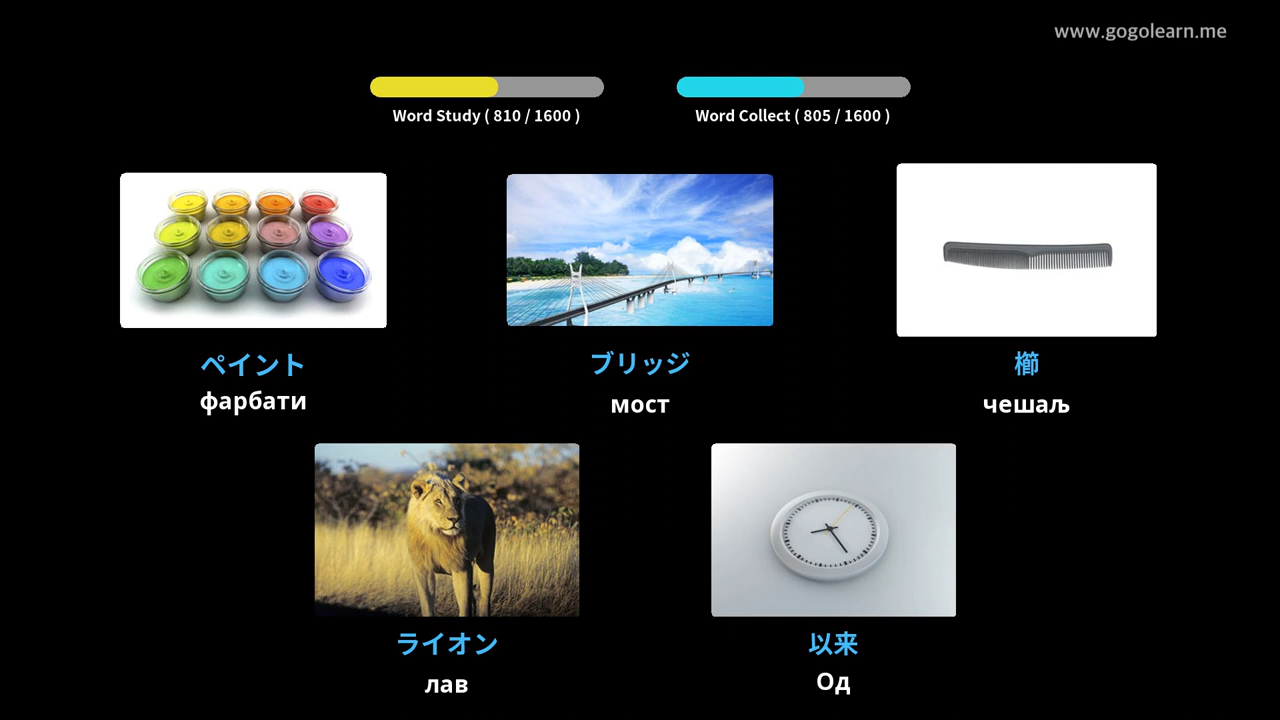 www.gogolearn.me
Word Study ( 810 / 1600 )
Word Collect ( 805 / 1600 )
ペイント
фарбати
ブリッジ
мост
櫛
чешаљ
ライオン
лав
以来
Од